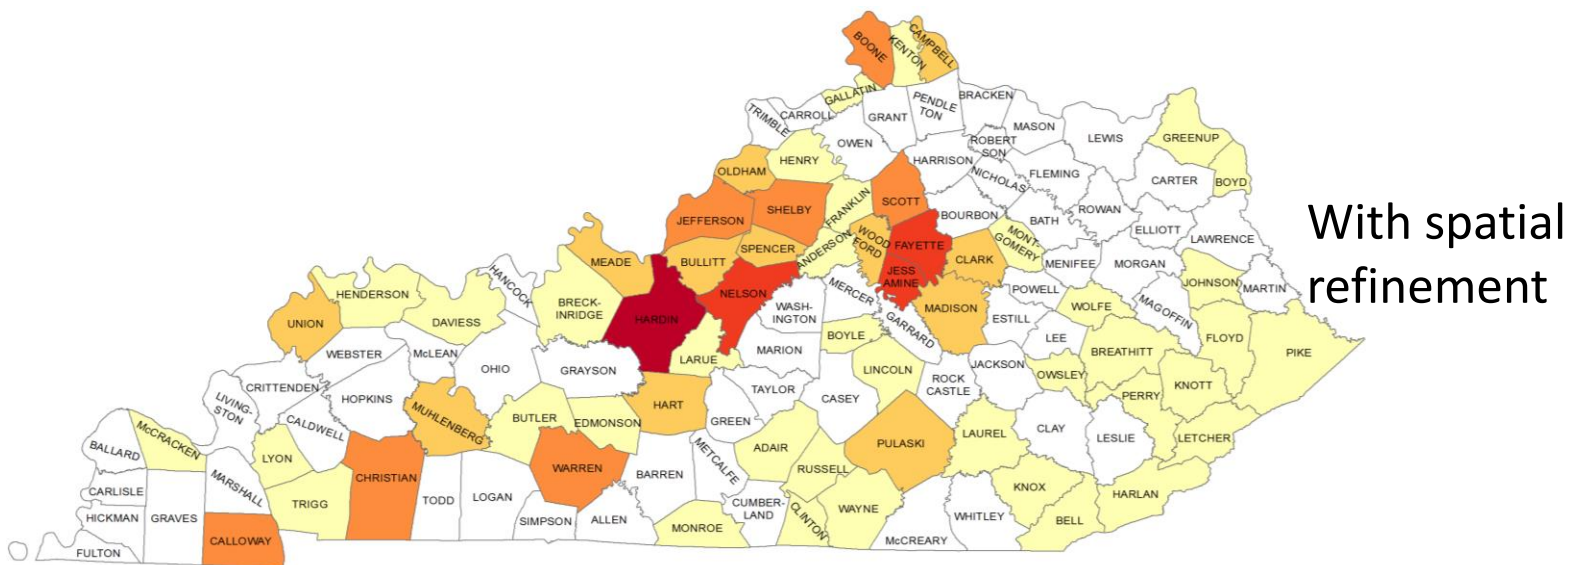 BOONE
KENTON
CAMPBELL
GALLATIN
PENDLE
TON
BRACKEN
TRIMBLE
CARROLL
GRANT
MASON
OWEN
ROBERT
SON
LEWIS
GREENUP
HENRY
HARRISON
OLDHAM
NICHOLAS
FLEMING
CARTER
BOYD
SCOTT
FRANKLIN
SHELBY
JEFFERSON
BOURBON
BATH
ROWAN
ELLIOTT
LAWRENCE
With spatial
refinement
WOOD
FORD
FAYETTE
MONT-
GOMERY
ANDERSON
SPENCER
BULLITT
MEADE
CLARK
MENIFEE
MORGAN
JESS
AMINE
HANCOCK
HENDERSON
NELSON
MERCER
POWELL
JOHNSON
MARTIN
BRECK-
INRIDGE
WASH-
INGTON
MADISON
WOLFE
MAGOFFIN
UNION
DAVIESS
HARDIN
GARRARD
ESTILL
LEE
BOYLE
FLOYD
WEBSTER
McLEAN
LARUE
MARION
BREATHITT
PIKE
OHIO
GRAYSON
LINCOLN
JACKSON
OWSLEY
ROCK
CASTLE
KNOTT
CRITTENDEN
HOPKINS
TAYLOR
CASEY
PERRY
LIVING-
STON
MUHLENBERG
HART
CALDWELL
BUTLER
EDMONSON
GREEN
PULASKI
LAUREL
CLAY
LESLIE
LETCHER
BALLARD
McCRACKEN
LYON
ADAIR
METCALFE
RUSSELL
CHRISTIAN
WARREN
BARREN
MARSHALL
CARLISLE
TODD
LOGAN
KNOX
HARLAN
TRIGG
CUMBER-
LAND
CLINTON
WAYNE
HICKMAN
GRAVES
SIMPSON
ALLEN
MONROE
WHITLEY
BELL
CALLOWAY
McCREARY
FULTON